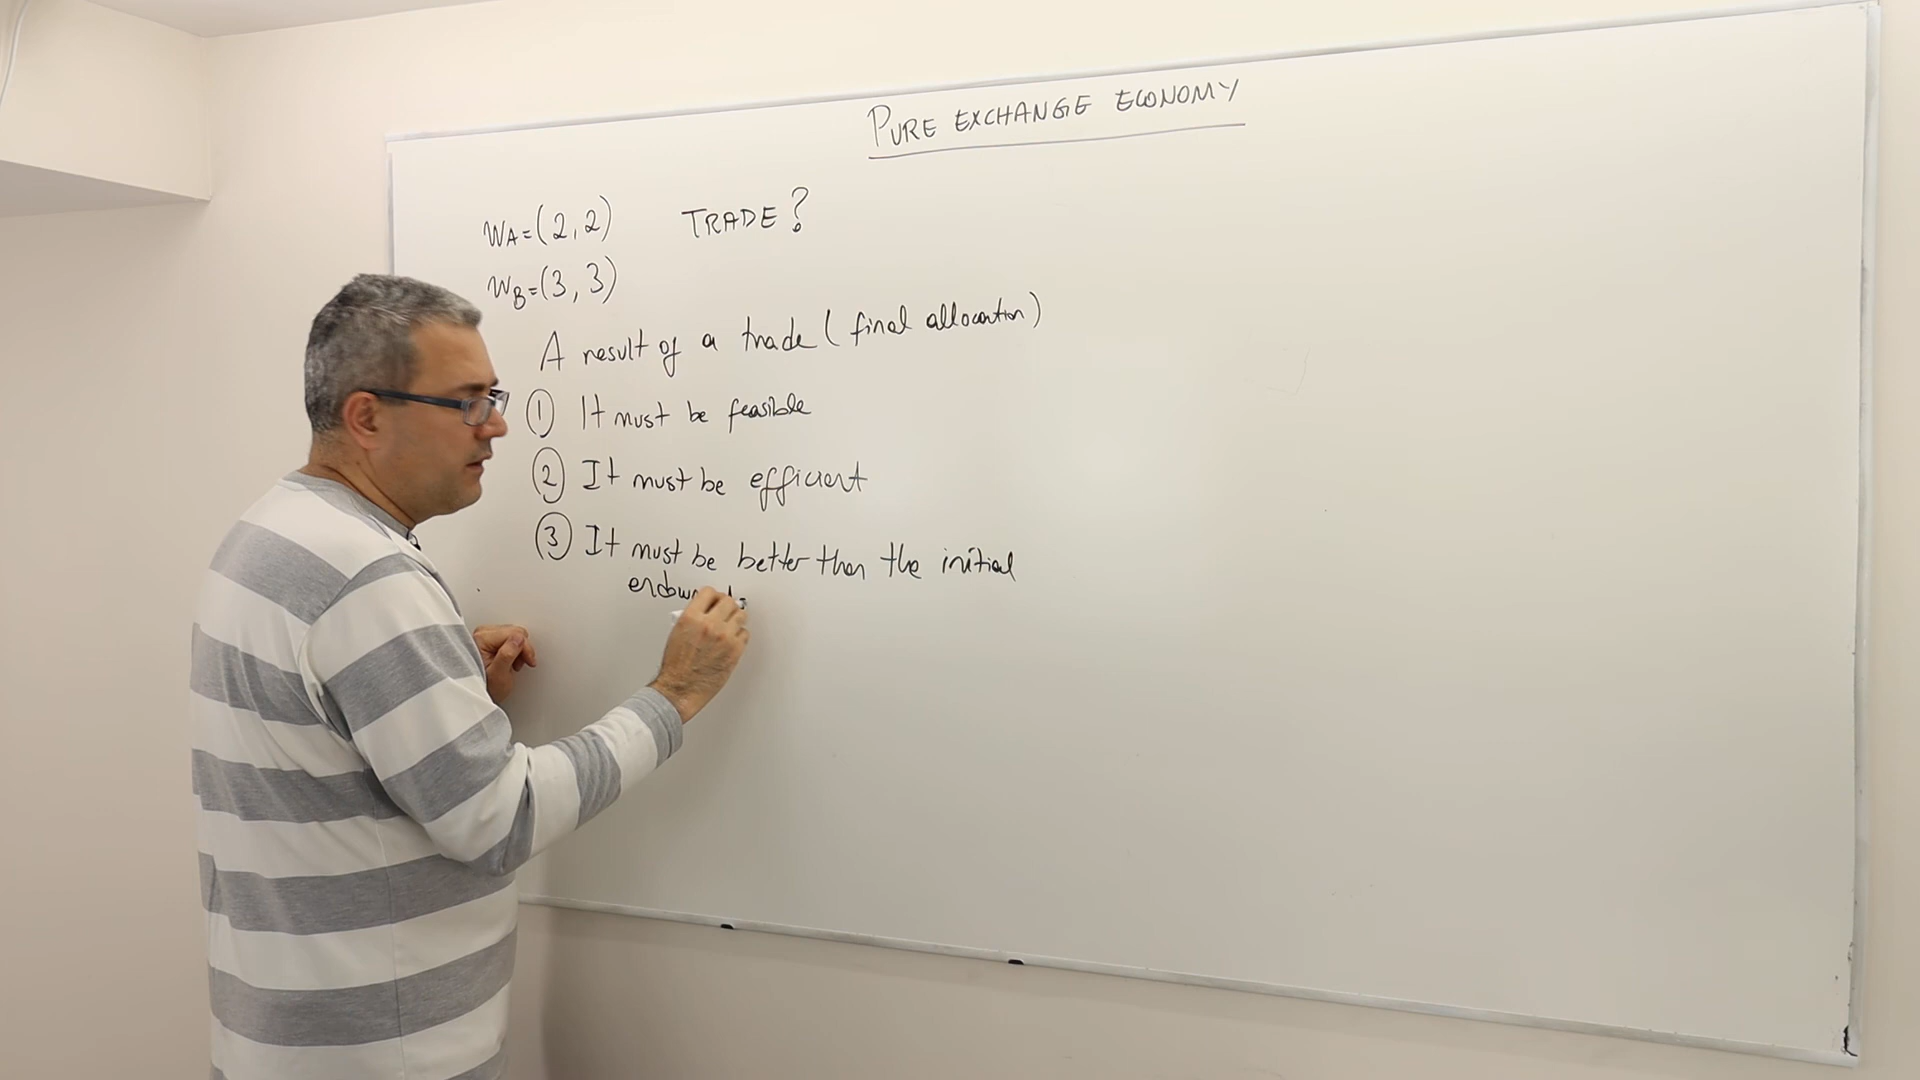 PURE EXCHANGE ECONOMY
WA=(2,2) TRADE?
WB=(3,3)
A result of a trade (final allocation)
1 It must be feasible
2 It must be efficient
3 It must be better than the initial